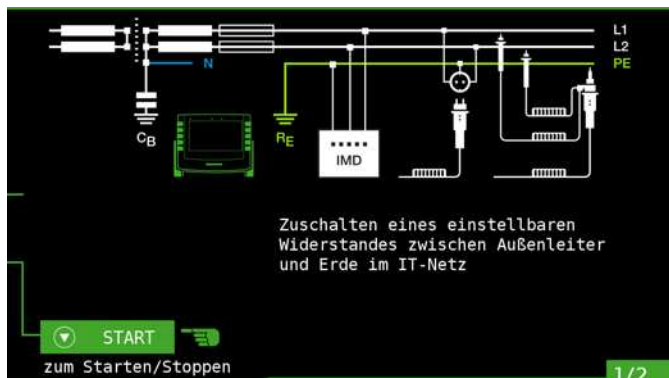 L1
L2
N
PE
CB
RE
IMD
Zuschalten eines einstellbaren
Widerstandes zwischen Außenleiter
und Erde im IT-Netz
START
zum Starten/Stoppen
1/2